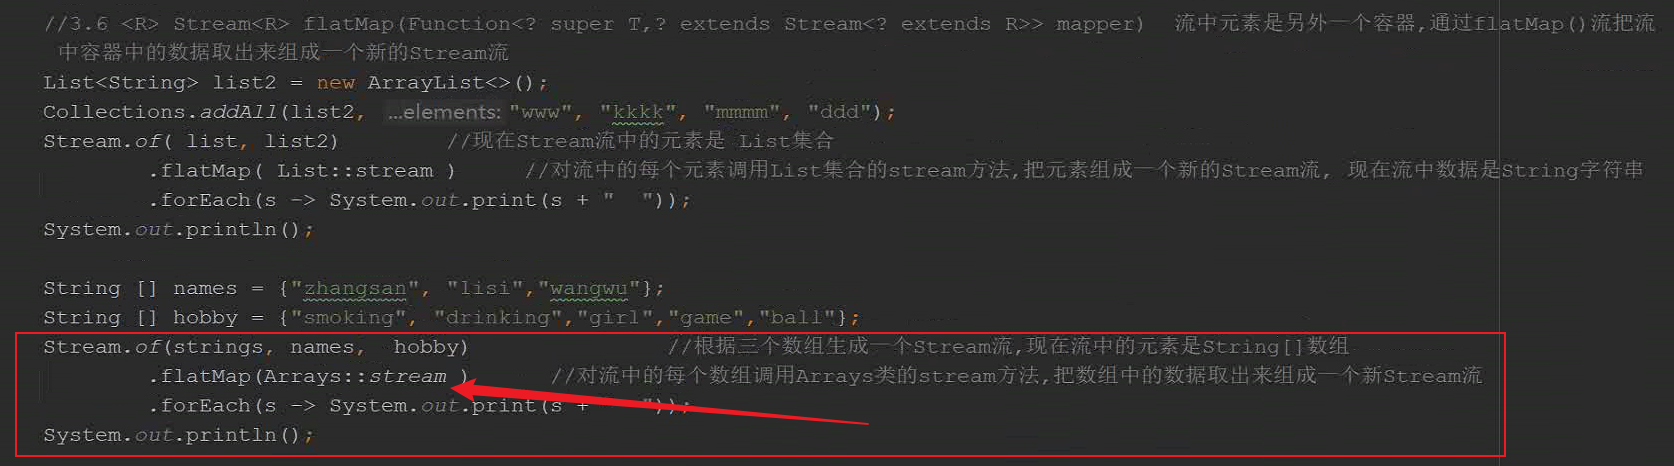 //3.6 <R> Stream<R> flatMap(Function<? super T,? extends Stream<? extends R>> mapper)  流中元素是另外一个容器,通过flatMap()流把流
中容器中的数据取出来组成一个新的Stream流
List<String> list2 = new ArrayList<>();
Collections.addAll(list2, ...elements: "www", "kkkk", "mmmm", "ddd");
Stream.of( list, list2)          //现在Stream流中的元素是 List集合
.flatMap( List::stream )      //对流中的每个元素调用List集合的stream方法,把元素组成一个新的Stream流, 现在流中数据是String字符串
.forEach(s -> System.out.print(s + "  "));
System.out.println();
String [] names = {"zhangsan", "lisi","wangwu"};
String [] hobby = {"smoking", "drinking","girl","game","ball"};
Stream.of(strings, names,  hobby)                //根据三个数组生成一个Stream流,现在流中的元素是String[]数组
.flatMap(Arrays::stream )       //对流中的每个数组调用Arrays类的stream方法,把数组中的数据取出来组成一个新Stream流
.forEach(s -> System.out.print(s +    "));
System.out.println();